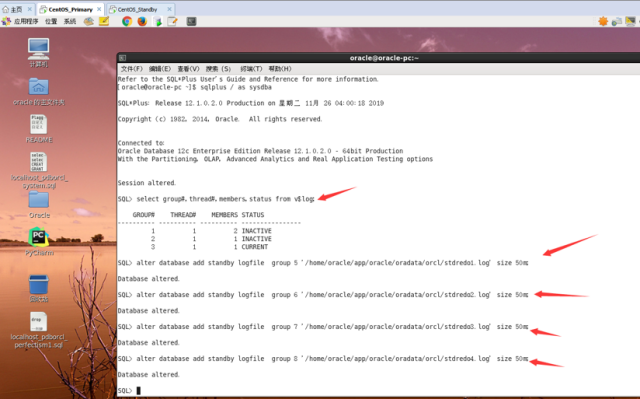 主页
CentOS_Primary
CentOS_Standby
应用程序 位置 系统
oracle@oracle-pc:~
文件(F) 编辑(E) 查看(V) 搜索(S) 终端(T) 帮助(H)
计算机
oracle的主文件夹
README
localhost_pdborcl_
system.sql
Oracle
PyCharm
localhost_pdborcl_
perfectism1.sql
Refer to the SQL*Plus User's Guide and Reference for more information.
[oracle@oracle-pc ~]$ sqlplus / as sysdba
SQL*Plus: Release 12.1.0.2.0 Production on 星期二 11月 26 04:00:18 2019
Copyright (c) 1982, 2014, Oracle. All rights reserved.
Connected to:
Oracle Database 12c Enterprise Edition Release 12.1.0.2.0 - 64bit Production
With the Partitioning, OLAP, Advanced Analytics and Real Application Testing options
Session altered.
SQL> select group#,thread#,members,status from v$log;
GROUP# THREAD# MEMBERS STATUS
---------- ---------- ---------- ----------------
1 1 2 INACTIVE
2 1 1 INACTIVE
3 1 1 CURRENT
SQL> alter database add standby logfile group 5 '/home/oracle/app/oracle/oradata/orcl/stdredo1.log' size 50m;
Database altered.
SQL> alter database add standby logfile group 6 '/home/oracle/app/oracle/oradata/orcl/stdredo2.log' size 50m;
Database altered.
SQL> alter database add standby logfile group 7 '/home/oracle/app/oracle/oradata/orcl/stdredo3.log' size 50m;
Database altered.
SQL> alter database add standby logfile group 8 '/home/oracle/app/oracle/oradata/orcl/stdredo4.log' size 50m;
Database altered.
SQL>